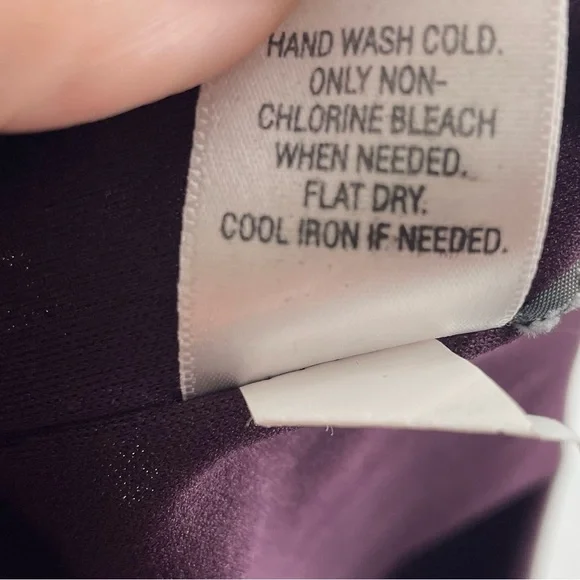 HAND WASH COLD.
ONLY NON-
CHLORINE BLEACH
WHEN NEEDED.
FLAT DRY.
COOL IRON IF NEEDED.